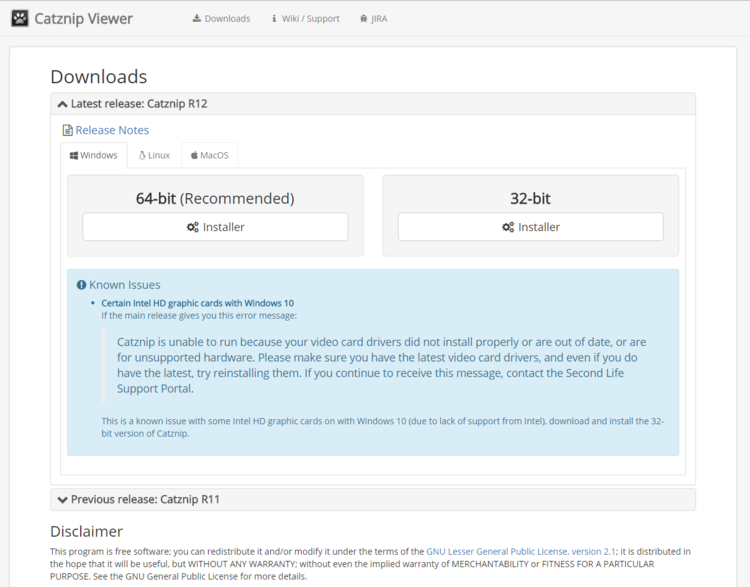 Catznip Viewer
Downloads
Wiki / Support
JIRA
Downloads
Latest release: Catznip R12
Release Notes
Windows
Linux
MacOS
64-bit (Recommended)
Installer
32-bit
Installer
Known Issues
• Certain Intel HD graphic cards with Windows 10
If the main release gives you this error message:
Catznip is unable to run because your video card drivers did not install properly or are out of date, or are
for unsupported hardware. Please make sure you have the latest video card drivers, and even if you do
have the latest, try reinstalling them. If you continue to receive this message, contact the Second Life
Support Portal.
This is a known issue with some Intel HD graphic cards on with Windows 10 (due to lack of support from Intel), download and install the 32-
bit version of Catznip.
Previous release: Catznip R11
Disclaimer
This program is free software; you can redistribute it and/or modify it under the terms of the GNU Lesser General Public License, version 2.1; it is distributed
in the hope that it will be useful, but WITHOUT ANY WARRANTY; without even the implied warranty of MERCHANTABILITY or FITNESS FOR A PARTICULAR
PURPOSE. See the GNU General Public License for more details.